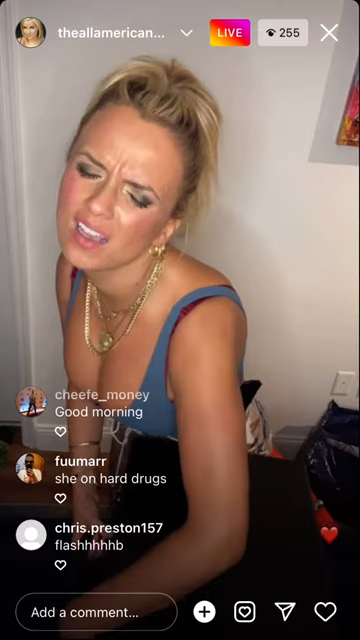 theallamerican...
LIVE
255
cheefe_money
Good morning
fuumarr
she on hard drugs
chris.preston157
flashhhhhb
Add a comment...